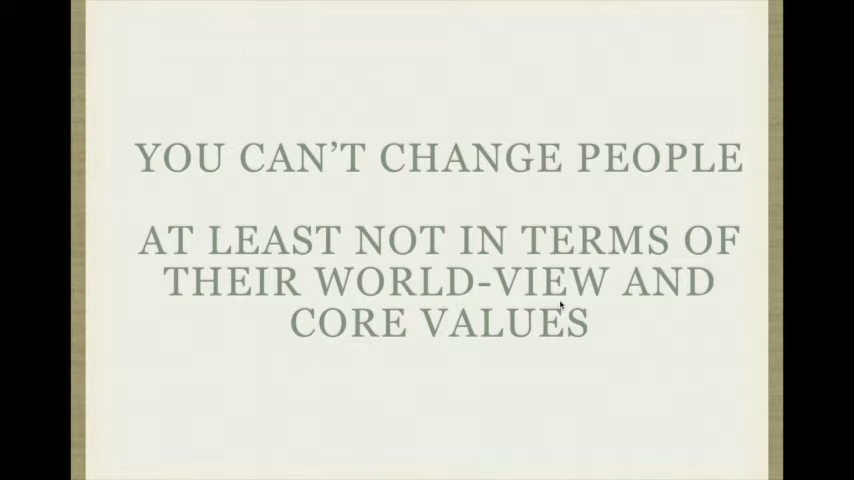 YOU CAN’T CHANGE PEOPLE
AT LEAST NOT IN TERMS OF
THEIR WORLD-VIEW AND
CORE VALUES